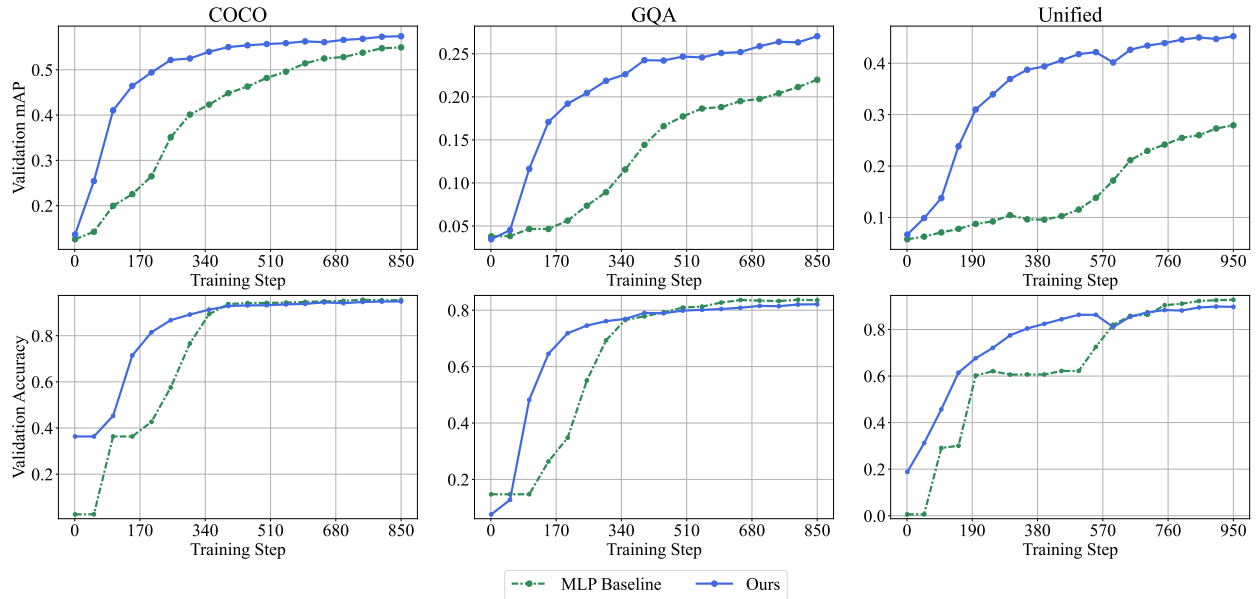 COCO
GQA
Unified
Validation mAP
0.5
0.4
0.3
0.2
0 170 340 510 680 850
Training Step
0.25
0.20
0.15
0.10
0.05
0 170 340 510 680 850
Training Step
0.4
0.3
0.2
0.1
0 190 380 570 760 950
Training Step
Validation Accuracy
0.8
0.6
0.4
0.2
0 170 340 510 680 850
Training Step
0.8
0.6
0.4
0.2
0 170 340 510 680 850
Training Step
0.8
0.6
0.4
0.2
0.0
0 190 380 570 760 950
Training Step
MLP Baseline
Ours